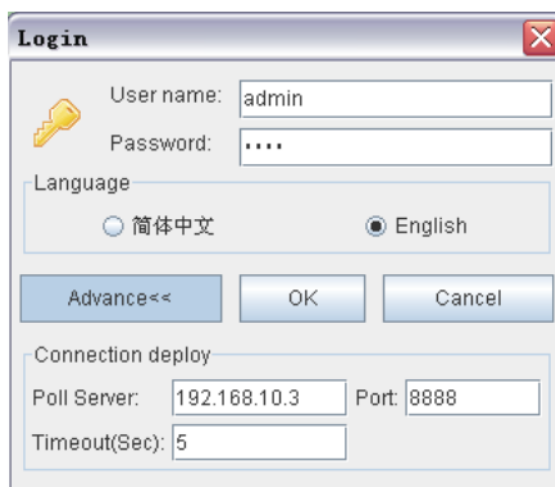 Login
User name: admin
Password: ····
Language
简体中文 English
Advance<< OK Cancel
Connection deploy
Poll Server: 192.168.10.3 Port: 8888
Timeout(Sec): 5